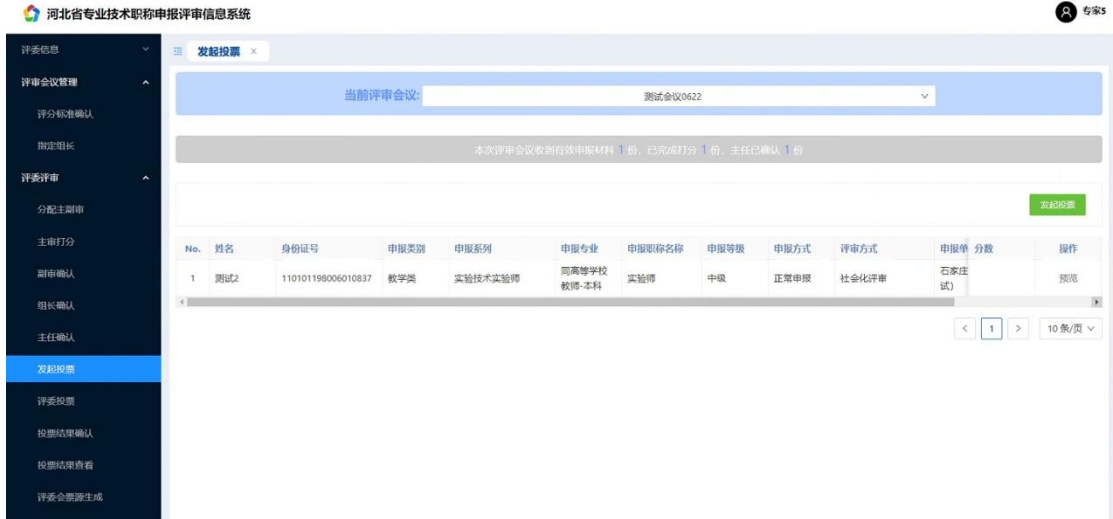 河北省专业技术职称申报评审信息系统
专家5
评委信息
评审会议管理
评分标准确认
指定组长
评委评审
分配主副审
主审打分
副审确认
组长确认
主任确认
发起投票
评委投票
投票结果确认
投票结果查看
评委会票源生成
发起投票 ×
当前评审会议: 测试会议0622
本次评审会议收到有效申报材料 1 份，已完成打分 1 份，主任已确认 1 份
发起投票
No. 姓名 身份证号 申报类别 申报系列 申报专业 申报职称名称 申报等级 申报方式 评审方式 申报单 分数 操作
1 测试2 110101198006010837 教学类 实验技术实验师 同高等学校 实验师 中级 正常申报 社会化评审 石家庄 预览
教师-本科 试)
< 1 > 10 条/页